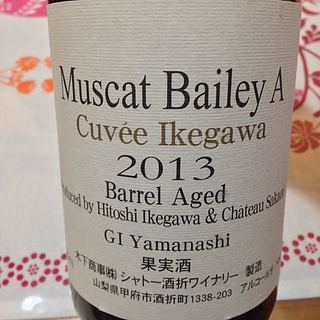 Muscat Bailey A
Cuvée Ikegawa
2013
Barrel Aged
by Hitoshi Ikegawa & Château
GI Yamanashi
果実酒
木下商事㈱ シャトー酒折ワイナリー 製造
山梨県甲府市酒折町1338-203